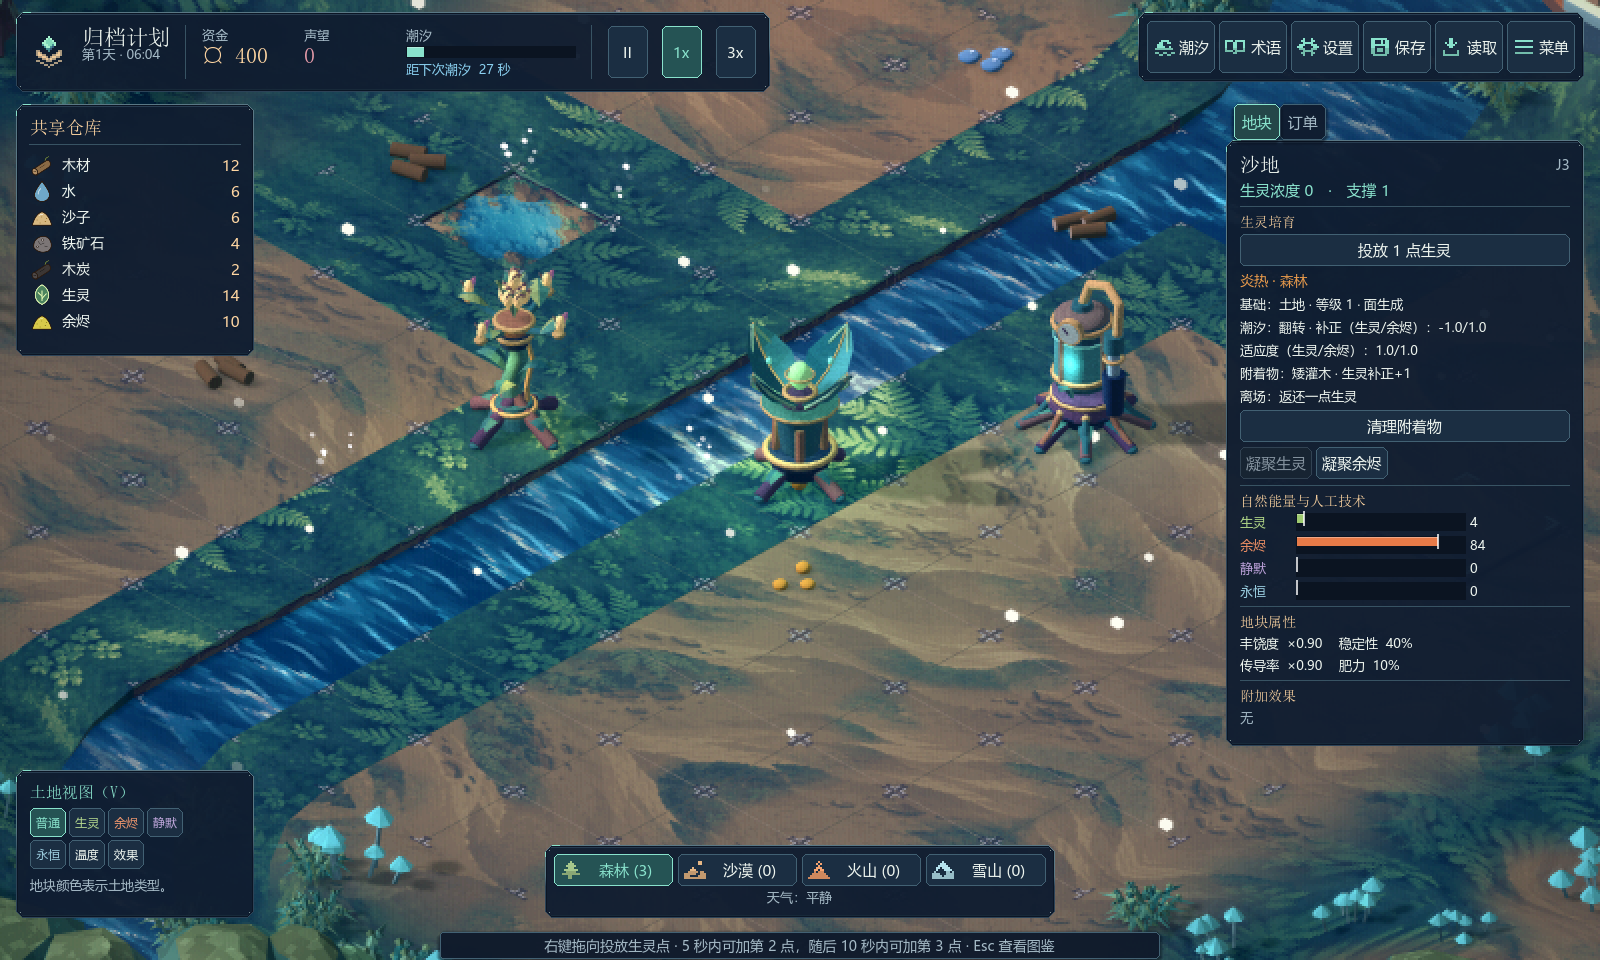 归档计划
第1天 · 06:04
资金
400
声望
0
潮汐
距下次潮汐 27 秒
II
1x
3x
潮汐
术语
设置
保存
读取
菜单
共享仓库
木材 12
水 6
沙子 6
铁矿石 4
木炭 2
生灵 14
余烬 10
地块
订单
沙地 J3
生灵浓度 0 · 支撑 1
生灵培育
投放 1 点生灵
炎热 · 森林
基础：土地 · 等级 1 · 面生成
潮汐：翻转 · 补正（生灵/余烬）：-1.0/1.0
适应度（生灵/余烬）：1.0/1.0
附着物：矮灌木 · 生灵补正+1
离场：返还一点生灵
清理附着物
凝聚生灵
凝聚余烬
自然能量与人工技术
生灵 4
余烬 84
静默 0
永恒 0
地块属性
丰饶度 ×0.90 稳定性 40%
传导率 ×0.90 肥力 10%
附加效果
无
土地视图（V）
普通 生灵 余烬 静默
永恒 温度 效果
地块颜色表示土地类型。
森林 (3)
沙漠 (0)
火山 (0)
雪山 (0)
天气：平静
右键拖向投放生灵点 · 5 秒内可加第 2 点，随后 10 秒内可加第 3 点 · Esc 查看图鉴